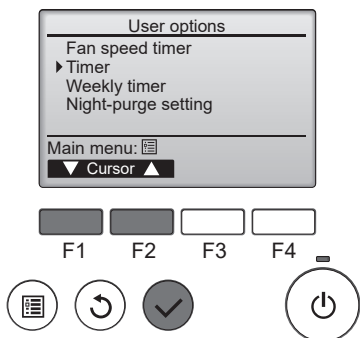 User options
Fan speed timer
Timer
Weekly timer
Night-purge setting
Main menu:
Cursor
F1 F2 F3 F4